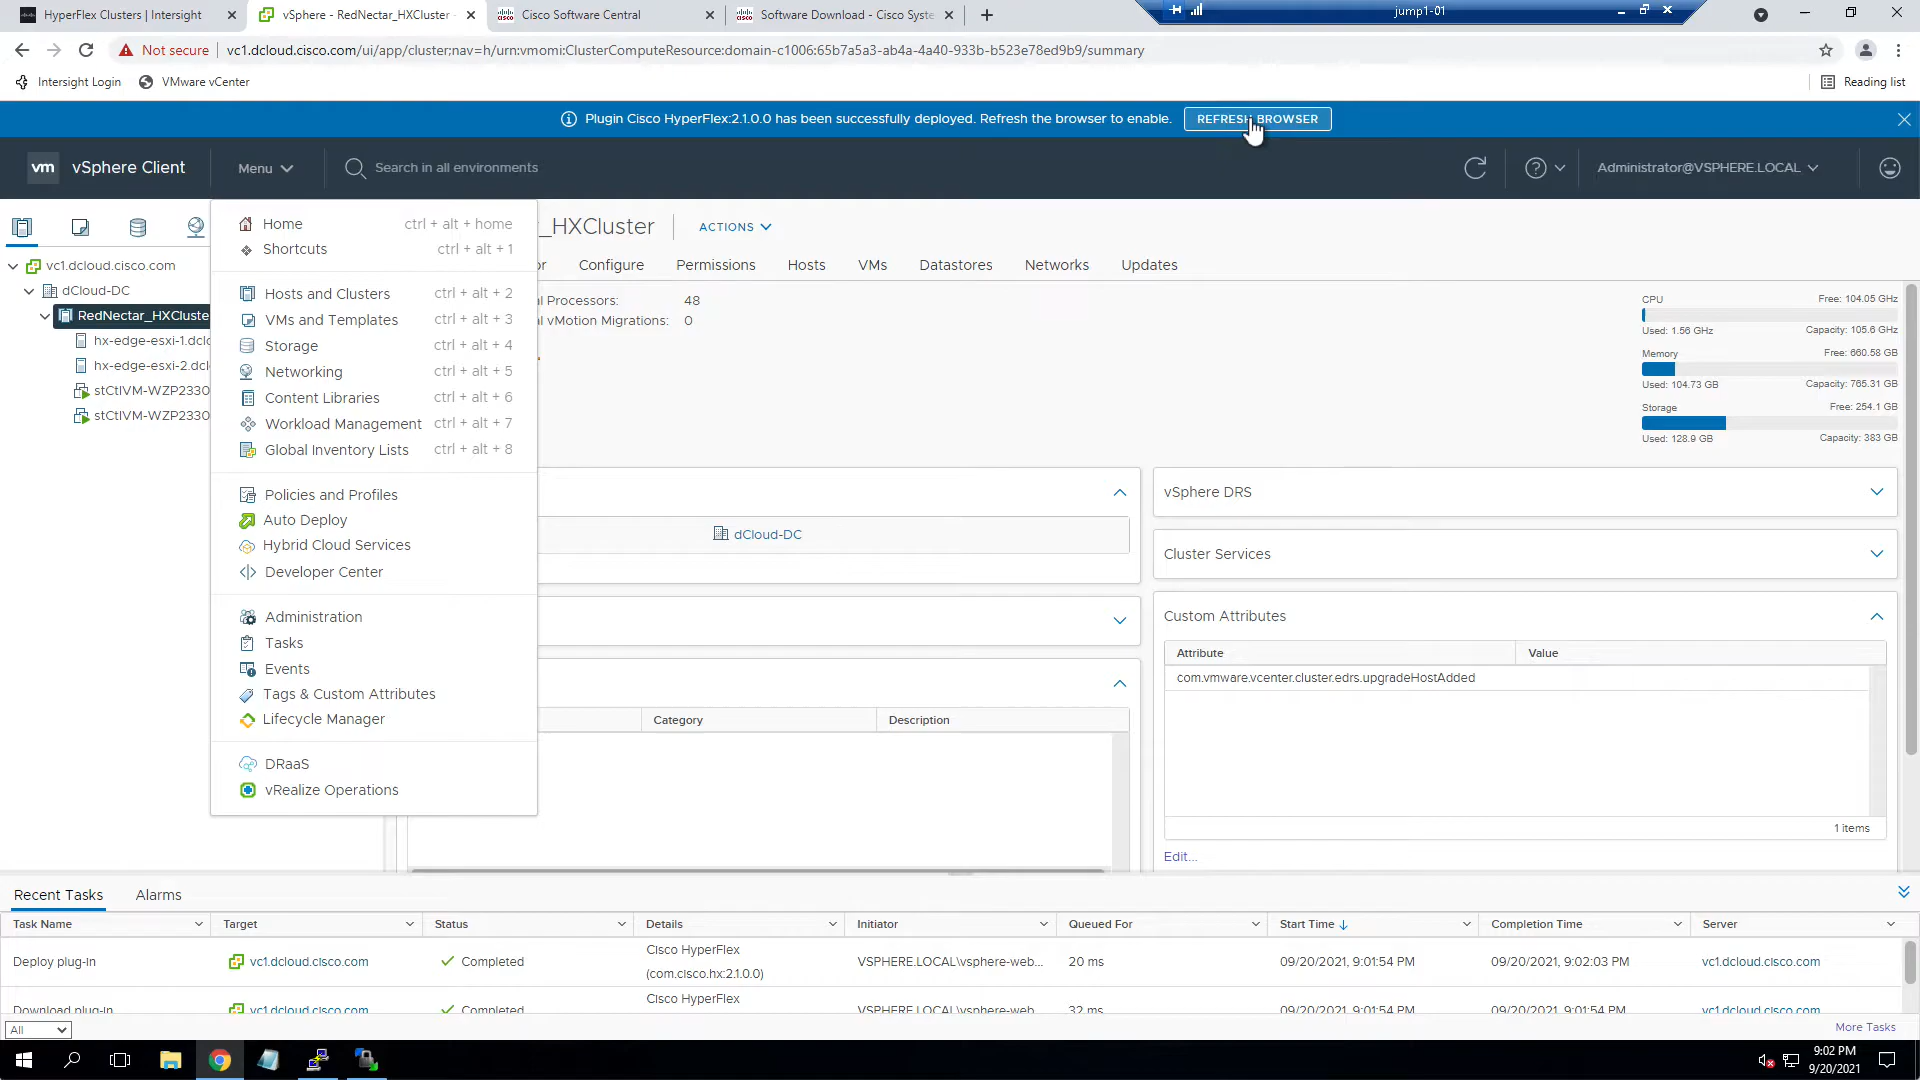 HyperFlex Clusters | Intersight
vSphere - RedNectar_HXCluster -
Cisco Software Central
Software Download - Cisco Syste
jump1-01
Not secure
vc1.dcloud.cisco.com/ui/app/cluster;nav=h/urn:vmomi:ClusterComputeResource:domain-c1006:65b7a5a3-ab4a-4a40-933b-b523e78ed9b9/summary
Intersight Login
VMware vCenter
Reading list
Plugin Cisco HyperFlex:2.1.0.0 has been successfully deployed. Refresh the browser to enable.
REFRESH BROWSER
vm
vSphere Client
Menu
Search in all environments
Administrator@VSPHERE.LOCAL
vc1.dcloud.cisco.com
dCloud-DC
RedNectar_HXCluste
hx-edge-esxi-1.dclc
hx-edge-esxi-2.dcl
stCtlVM-WZP2330
stCtlVM-WZP2330
Home ctrl + alt + home
Shortcuts ctrl + alt + 1
Hosts and Clusters ctrl + alt + 2
VMs and Templates ctrl + alt + 3
Storage ctrl + alt + 4
Networking ctrl + alt + 5
Content Libraries ctrl + alt + 6
Workload Management ctrl + alt + 7
Global Inventory Lists ctrl + alt + 8
Policies and Profiles
Auto Deploy
Hybrid Cloud Services
Developer Center
Administration
Tasks
Events
Tags & Custom Attributes
Lifecycle Manager
DRaaS
vRealize Operations
_HXCluster
ACTIONS
or Configure Permissions Hosts VMs Datastores Networks Updates
al Processors: 48
al vMotion Migrations: 0
CPU Free: 104.05 GHz
Used: 1.56 GHz Capacity: 105.6 GHz
Memory Free: 660.58 GB
Used: 104.73 GB Capacity: 765.31 GB
Storage Free: 254.1 GB
Used: 128.9 GB Capacity: 383 GB
dCloud-DC
Category Description
vSphere DRS
Cluster Services
Custom Attributes
Attribute Value
com.vmware.vcenter.cluster.edrs.upgradeHostAdded
1 items
Edit...
Recent Tasks Alarms
Task Name Target Status Details Initiator Queued For Start Time Completion Time Server
Deploy plug-in vc1.dcloud.cisco.com Completed Cisco HyperFlex (com.cisco.hx:2.1.0.0) VSPHERE.LOCAL\vsphere-web... 20 ms 09/20/2021, 9:01:54 PM 09/20/2021, 9:02:03 PM vc1.dcloud.cisco.com
Download plug-in vc1.dcloud.cisco.com Completed Cisco HyperFlex VSPHERE.LOCAL\vsphere-web 32 ms 09/20/2021, 9:01:54 PM 09/20/2021, 9:01:54 PM vc1.dcloud.cisco.com
All
More Tasks
9:02 PM
9/20/2021